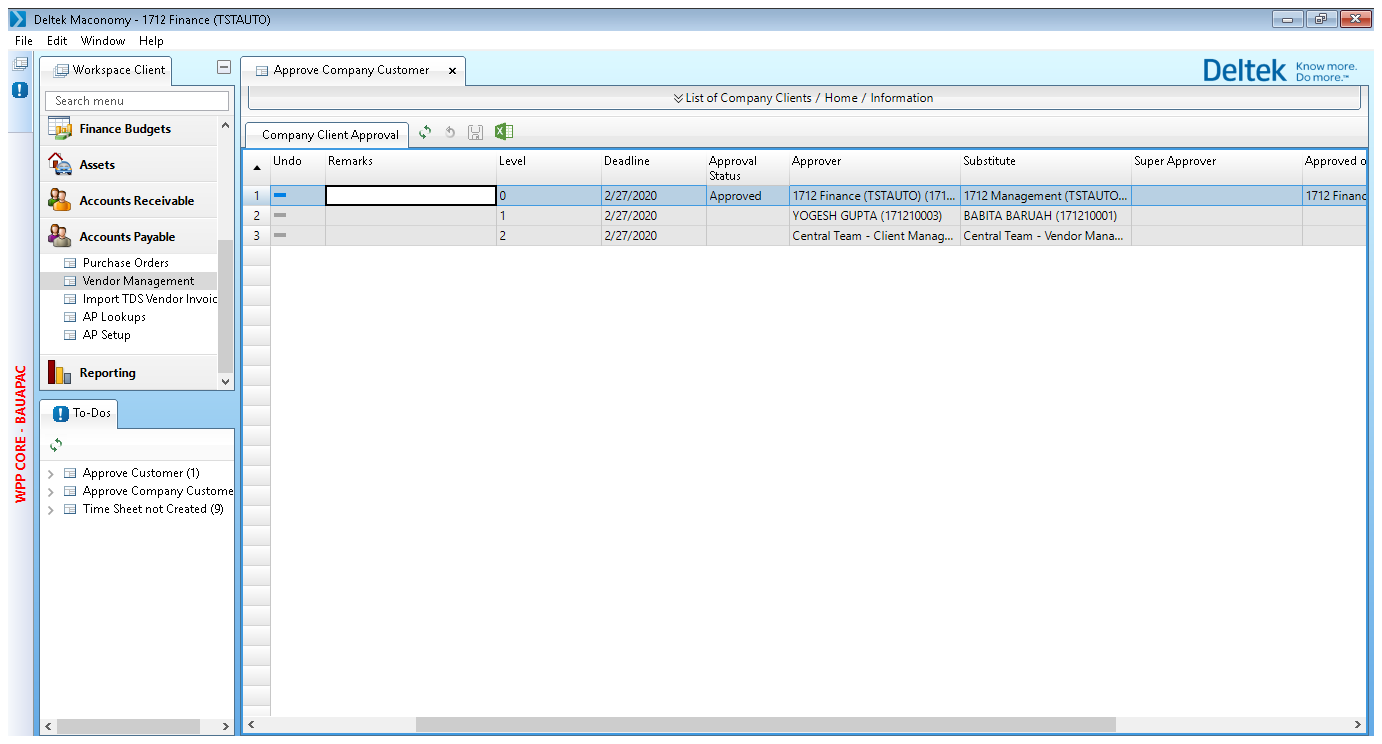 Deltek Maconomy - 1712 Finance (TSTAUTO)
File Edit Window Help
Workspace Client
Approve Company Customer
Deltek Know more. Do more.™
Search menu
List of Company Clients / Home / Information
Finance Budgets
Assets
Accounts Receivable
Accounts Payable
Purchase Orders
Vendor Management
Import TDS Vendor Invoic
AP Lookups
AP Setup
Reporting
WPP CORE - BAUAPAC
To-Dos
Approve Customer (1)
Approve Company Custome
Time Sheet not Created (9)
Company Client Approval
Undo Remarks Level Deadline Approval Status Approver Substitute Super Approver Approved o
1 0 2/27/2020 Approved 1712 Finance (TSTAUTO) (171... 1712 Management (TSTAUTO... 1712 Financ
2 1 2/27/2020 YOGESH GUPTA (171210003) BABITA BARUAH (171210001)
3 2 2/27/2020 Central Team - Client Manag... Central Team - Vendor Mana...